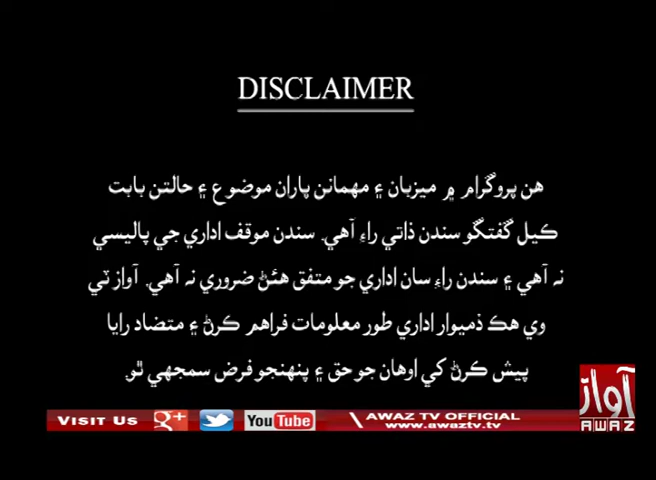 DISCLAIMER
هن پروگرام ۾ ميزبان ۽ مهمانن پاران موضوع ۽ حالتن بابت
ڪيل گفتگو سندن ذاتي راءِ آهي. سندن موقف اداري جي پاليسي
نه آهي ۽ سندن راءِ سان اداري جو متفق هئڻ ضروري نه آهي. آواز ٽي
وي هڪ ذميوار اداري طور معلومات فراهم ڪرڻ ۽ متضاد رايا
پيش ڪرڻ کي اوهان جو حق ۽ پنهنجو فرض سمجهي ٿو.
آواز
AWAZ
VISIT US g+ YouTube AWAZ TV OFFICIAL
www.awaztv.tv